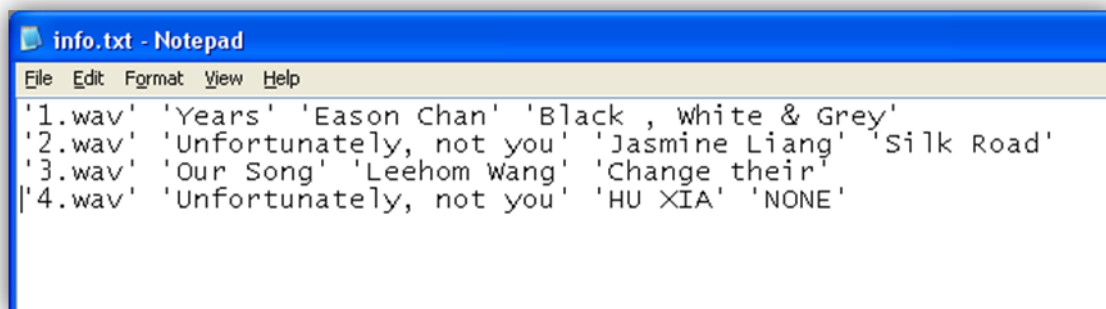 info.txt - Notepad
File Edit Format View Help
'1.wav' 'Years' 'Eason Chan' 'Black , White & Grey'
'2.wav' 'Unfortunately, not you' 'Jasmine Liang' 'Silk Road'
'3.wav' 'Our Song' 'Leehom Wang' 'Change their'
'4.wav' 'Unfortunately, not you' 'HU XIA' 'NONE'